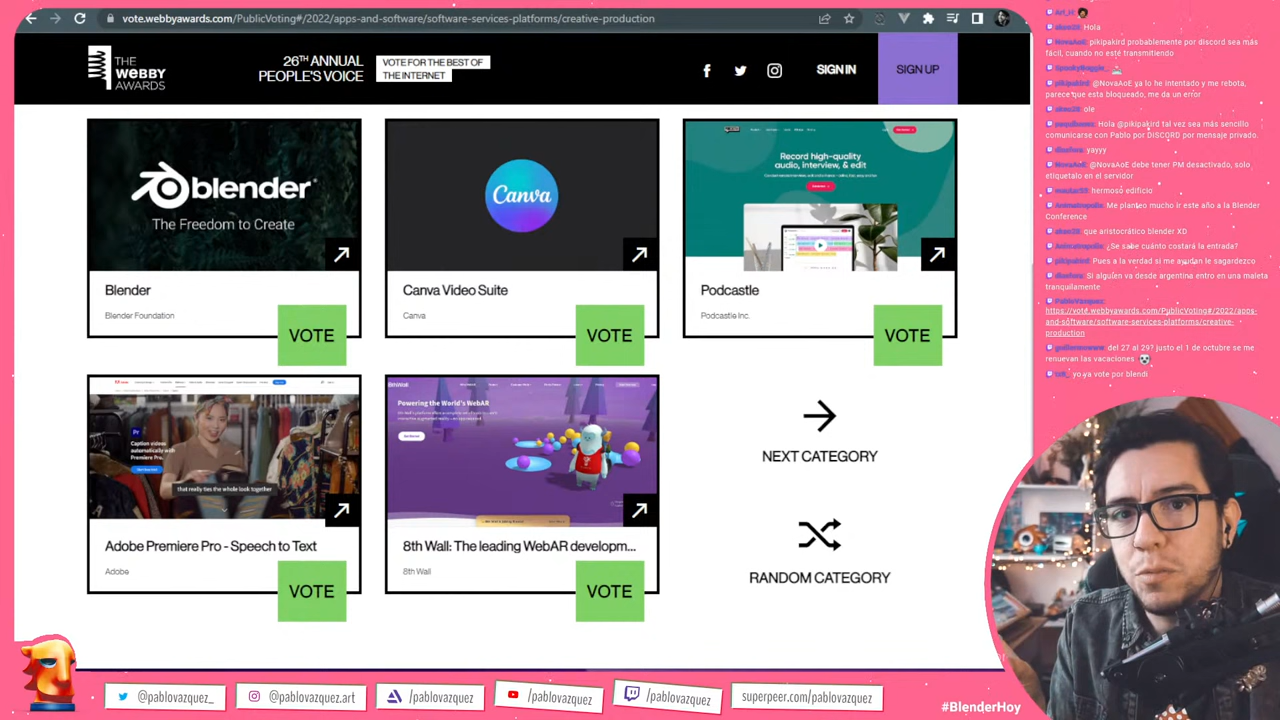 vote.webbyawards.com/PublicVoting#/2022/apps-and-software/software-services-platforms/creative-production
THE
WEBBY
AWARDS
26TH ANNUAL
PEOPLE'S VOICE
VOTE FOR THE BEST OF
THE INTERNET
SIGN IN
SIGN UP
blender
The Freedom to Create
Blender
Blender Foundation
VOTE
Canva
Canva Video Suite
Canva
VOTE
Record high-quality
audio, interview, & edit
Podcastle
Podcastle Inc.
VOTE
Pr
Caption videos
automatically with
Premiere Pro.
that really ties the whole look together
Adobe Premiere Pro - Speech to Text
Adobe
VOTE
Powering the World's WebAR
8th Wall: The leading WebAR developm...
8th Wall
VOTE
NEXT CATEGORY
RANDOM CATEGORY
Hola
pikipakird probablemente por discord sea más
fácil, cuando no esté transmitiendo
@NovaAoE ya lo he intentado y me rebota,
parece que esta bloqueado, me da un error
ole
Hola @pikipakird tal vez sea más sencillo
comunicarse con Pablo por DISCORD por mensaje privado.
yayyy
@NovaAoE debe tener PM desactivado, solo
etiquetalo en el servidor
hermoso edificio
Me planteo mucho ir este año a la Blender
Conference
que aristocrático blender XD
¿Se sabe cuánto costará la entrada?
Pues a la verdad si me ayudan le sagardezco
Si alguien va desde argentina entro en una maleta
tranquilamente
PabloVazquez:
https://vote.webbyawards.com/PublicVoting#/2022/apps-
and-software/software-services-platforms/creative-
production
del 27 al 29? justo el 1 de octubre se me
renuevan las vacaciones
yo ya vote por blendi
@pablovazquez_
@pablovazquez.art
/pablovazquez
/pablovazquez
/pablovazquez
superpeer.com/pablovazquez
#BlenderHoy